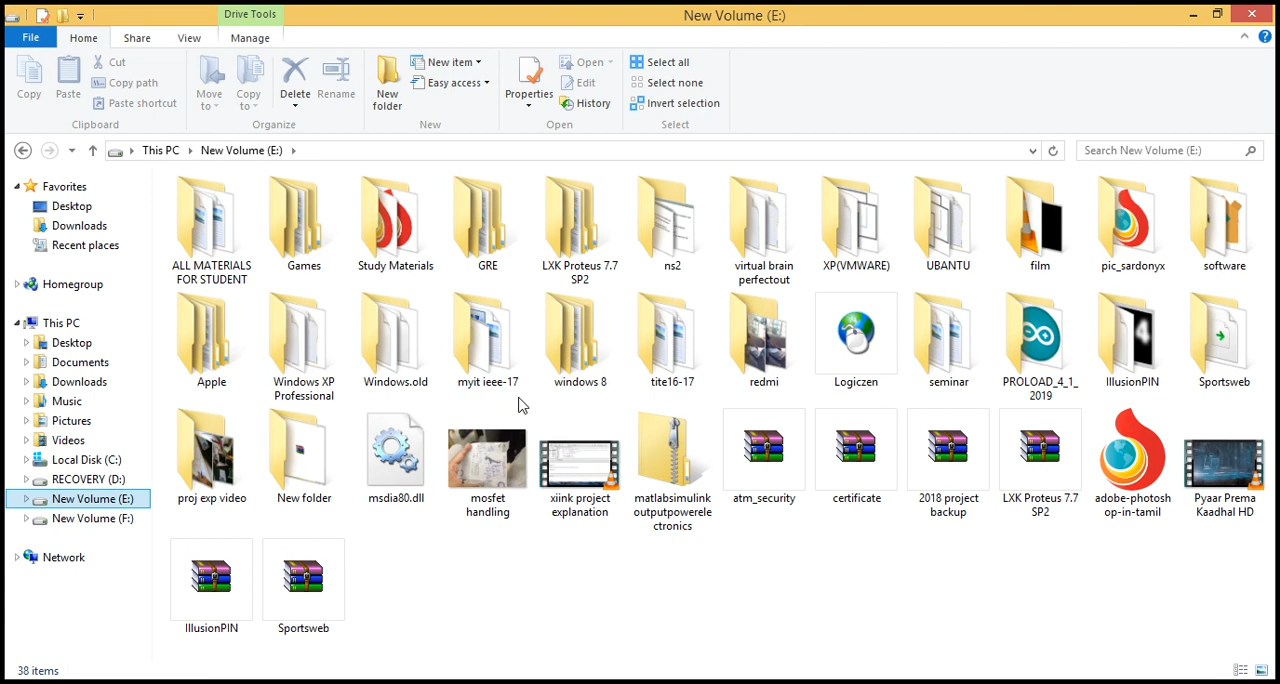 Drive Tools
New Volume (E:)
File
Home
Share
View
Manage
Copy
Paste
Cut
Copy path
Paste shortcut
Clipboard
Move
to
Copy
to
Delete
Rename
Organize
New
folder
New item
Easy access
New
Properties
Open
Edit
History
Open
Select all
Select none
Invert selection
Select
This PC
New Volume (E:)
Search New Volume (E:)
Favorites
Desktop
Downloads
Recent places
Homegroup
This PC
Desktop
Documents
Downloads
Music
Pictures
Videos
Local Disk (C:)
RECOVERY (D:)
New Volume (E:)
New Volume (F:)
Network
ALL MATERIALS
FOR STUDENT
Games
Study Materials
GRE
LXK Proteus 7.7
SP2
ns2
virtual brain
perfectout
XP(VMWARE)
UBANTU
film
pic_sardonyx
software
Apple
Windows XP
Professional
Windows.old
myit ieee-17
windows 8
tite16-17
redmi
Logiczen
seminar
PROLOAD_4_1_
2019
IllusionPIN
Sportsweb
proj exp video
New folder
msdia80.dll
mosfet
handling
xiink project
explanation
matlabsimulink
outputpowerele
ctronics
atm_security
certificate
2018 project
backup
LXK Proteus 7.7
SP2
adobe-photosh
op-in-tamil
Pyaar Prema
Kaadhal HD
IllusionPIN
Sportsweb
38 items